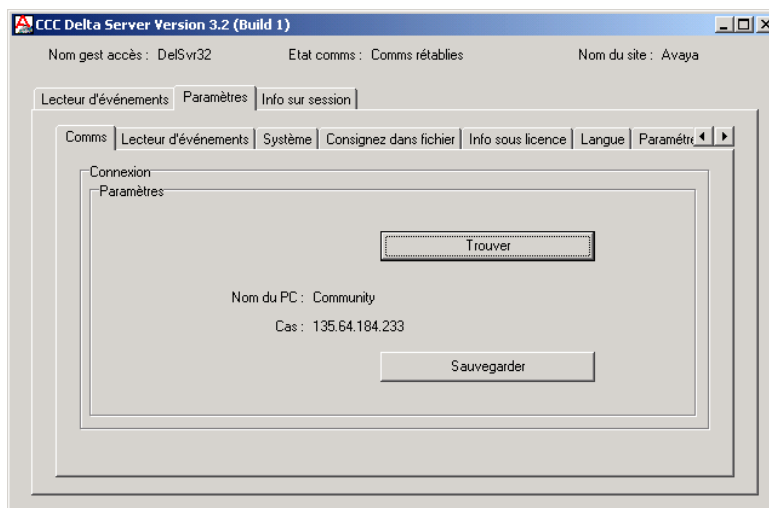 CCC Delta Server Version 3.2 (Build 1)
Nom gest accès : DelSvr32 Etat comms : Comms rétablies Nom du site : Avaya
Lecteur d'événements Paramètres Info sur session
Comms Lecteur d'événements Système Consignez dans fichier Info sous licence Langue Paramétre
Connexion
Paramètres
Trouver
Nom du PC : Community
Cas : 135.64.184.233
Sauvegarder